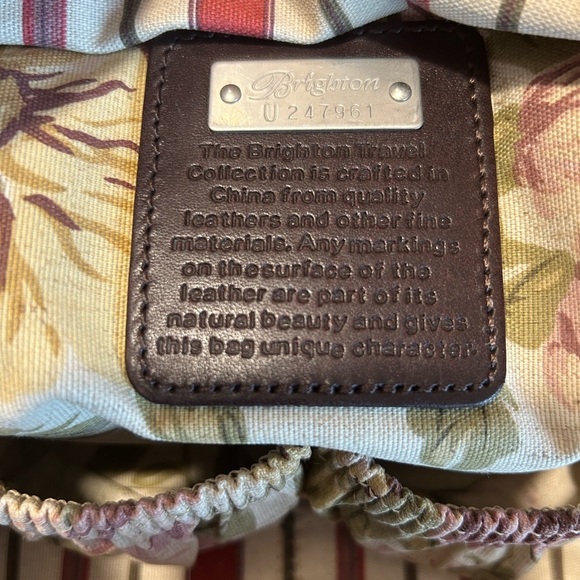 Brighton
U 247961
The Brighton Travel
Collection is crafted in
China from quality
leathers and other fine
materials. Any markings
on the surface of the
leather are part of its
natural beauty and gives
this bag unique character.